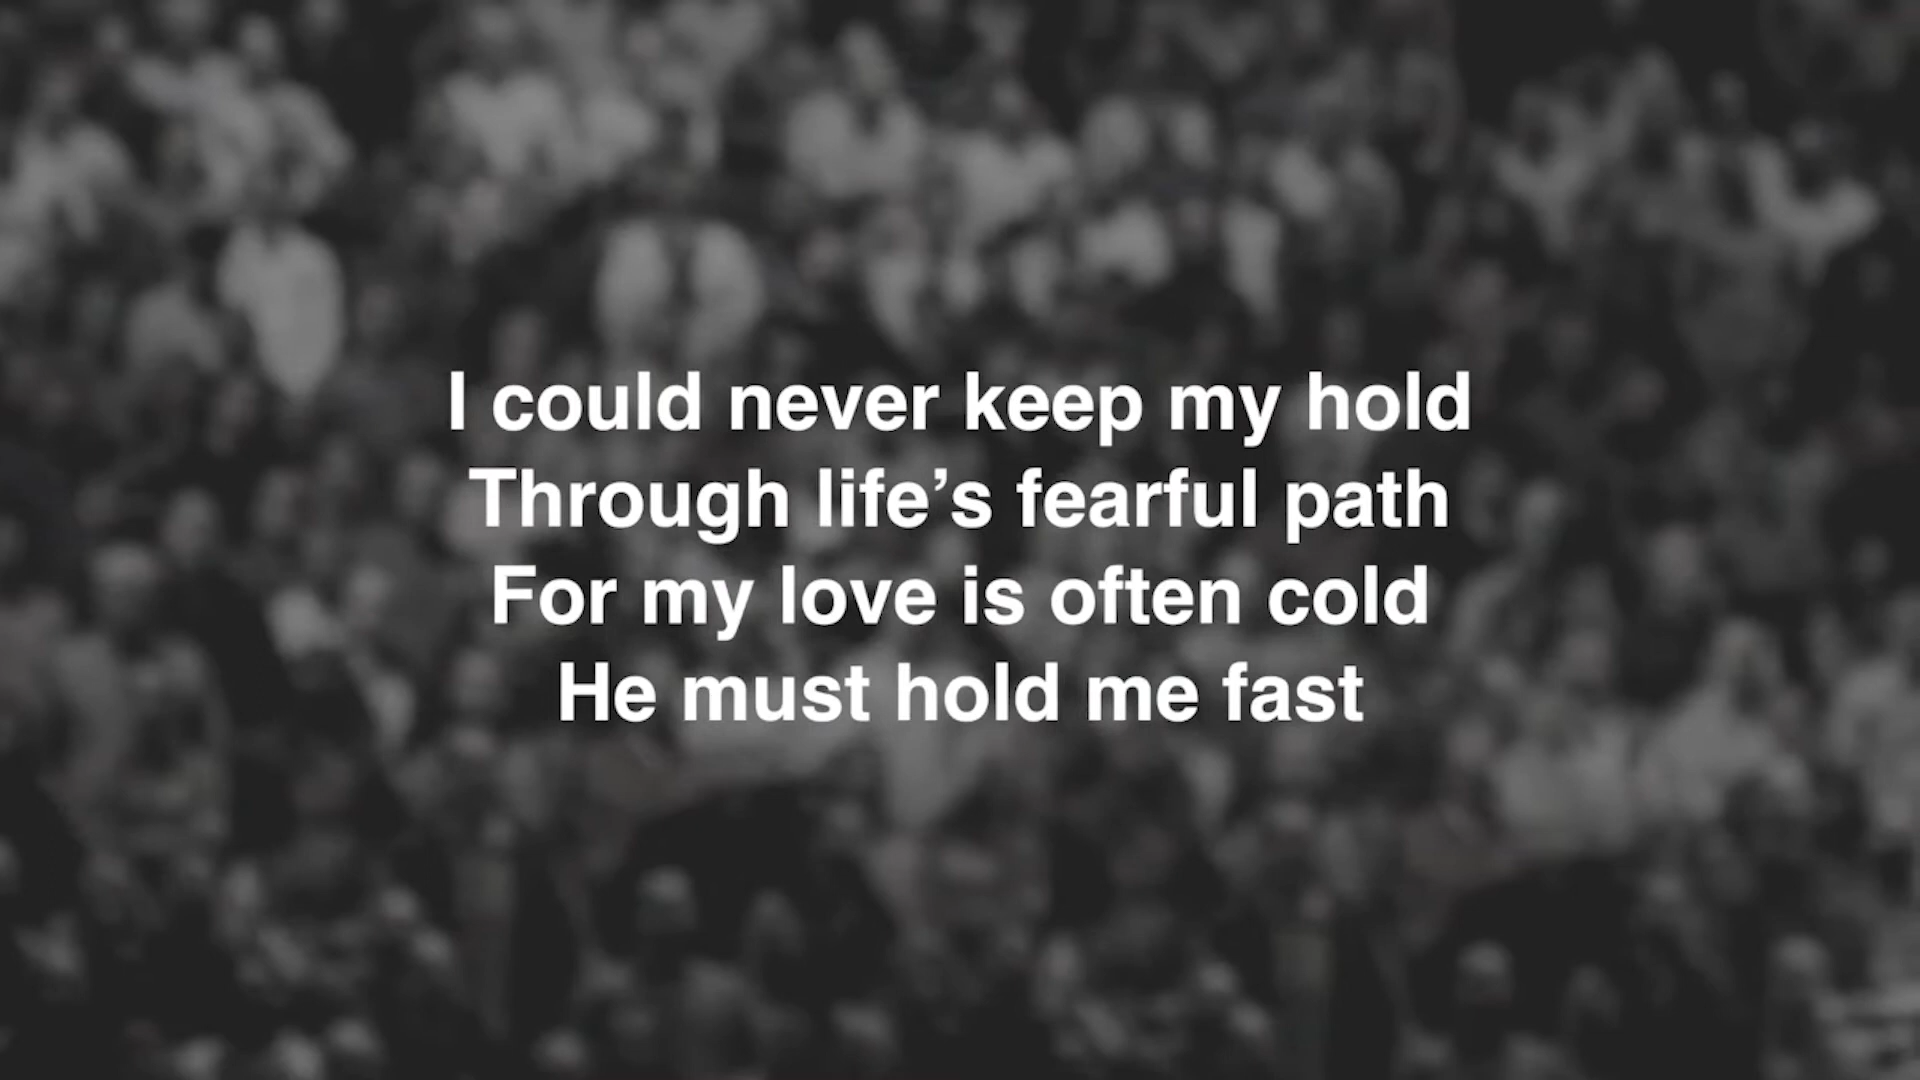 I could never keep my hold
Through life’s fearful path
For my love is often cold
He must hold me fast